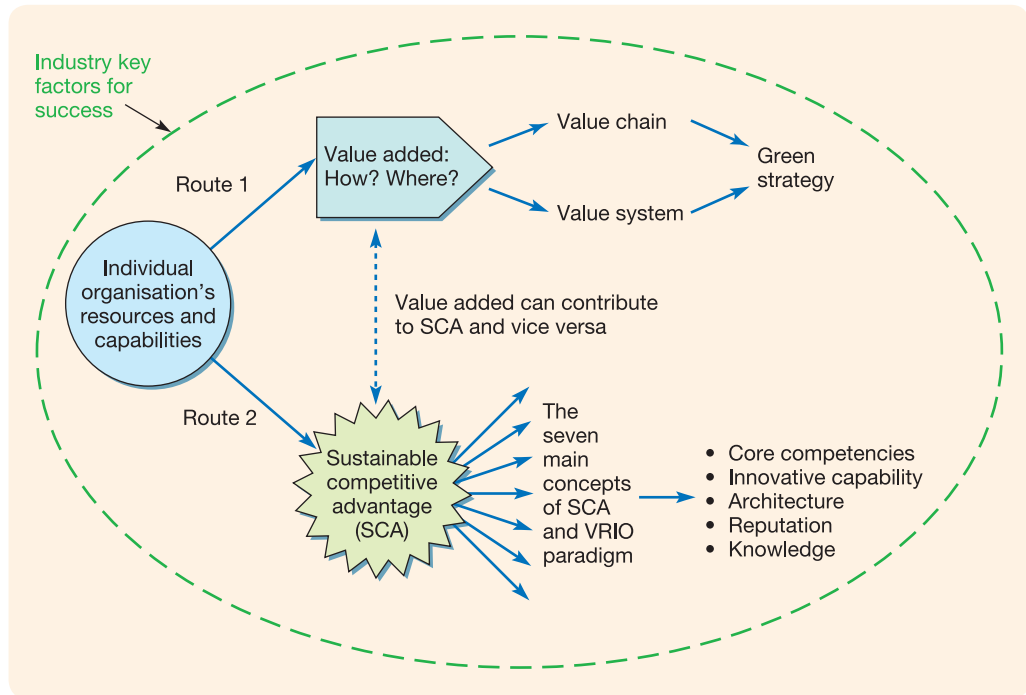 Industry key
factors for
success
Route 1
Value added:
How? Where?
Value chain
Value system
Green
strategy
Individual
organisation's
resources and
capabilities
Value added can contribute
to SCA and vice versa
Route 2
Sustainable
competitive
advantage
(SCA)
The
seven
main
concepts
of SCA
and VRIO
paradigm
• Core competencies
• Innovative capability
• Architecture
• Reputation
• Knowledge